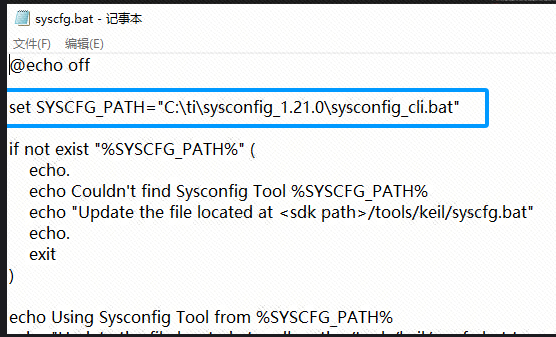 syscfg.bat - 记事本
文件(F) 编辑(E)
@echo off
set SYSCFG_PATH="C:\ti\sysconfig_1.21.0\sysconfig_cli.bat"
if not exist "%SYSCFG_PATH%" (
echo.
echo Couldn't find Sysconfig Tool %SYSCFG_PATH%
echo "Update the file located at <sdk path>/tools/keil/syscfg.bat"
echo.
exit
)
echo Using Sysconfig Tool from %SYSCFG_PATH%